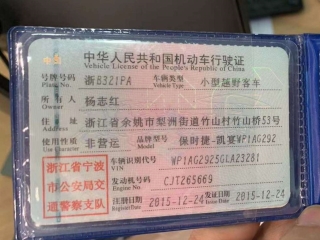 中华人民共和国机动车行驶证
Vehicle License of the People's Republic of China
号牌号码 浙B321PA 车辆类型 小型越野客车
Plate No. Vehicle Type
所有人 杨志红
Owner
住址 浙江省余姚市梨洲街道竹山村竹山桥53号
Address
使用性质 非营运 品牌型号 保时捷-凯宴WP1AG292
Use Character Model
浙江省宁波
市公安局交
通警察支队
车辆识别代号 WP1AG2925GLA23281
VIN
发动机号码 CJT265669
Engine No.
注册日期 2015-12-24 发证日期 2015-12-24
Register Date Issue Date